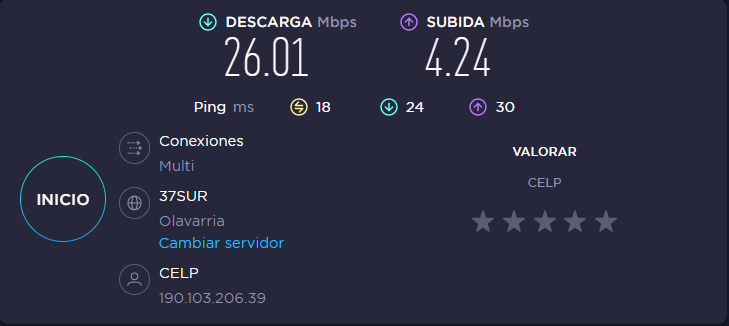 DESCARGA Mbps
26.01
SUBIDA Mbps
4.24
Ping ms 18 24 30
INICIO
Conexiones
Multi
37SUR
Olavarria
Cambiar servidor
CELP
190.103.206.39
VALORAR
CELP